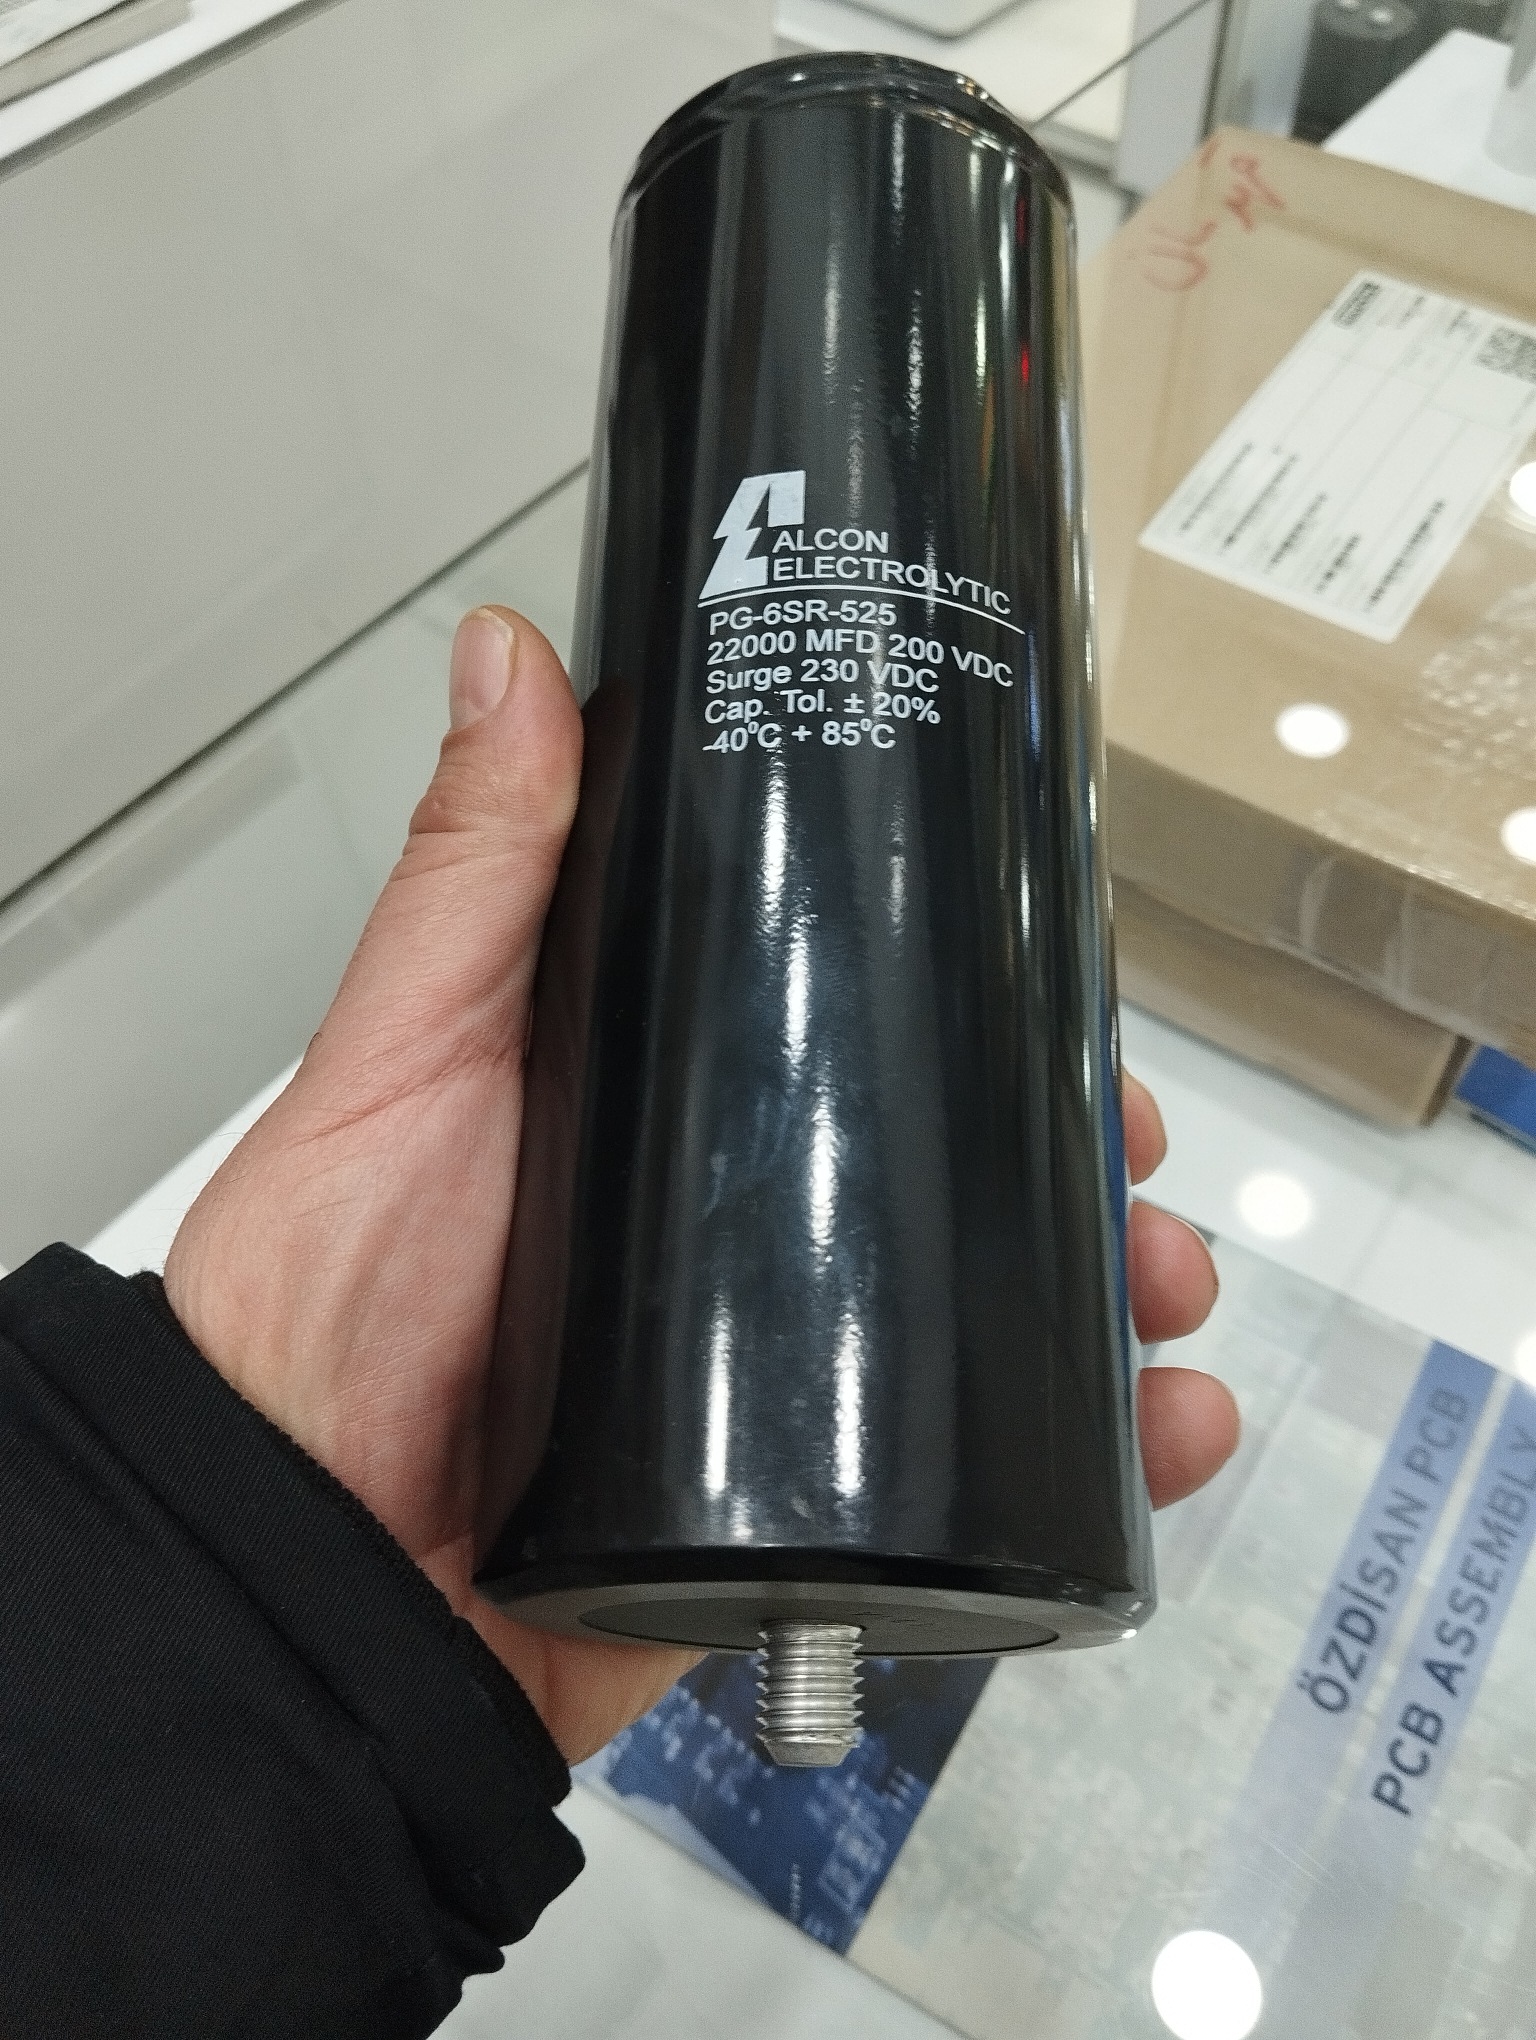 ALCON
ELECTROLYTIC
PG-6SR-525
22000 MFD 200 VDC
Surge 230 VDC
Cap. Tol. ± 20%
-40°C + 85°C
ÖZDİSAN PCB
PCB ASSEMBLY